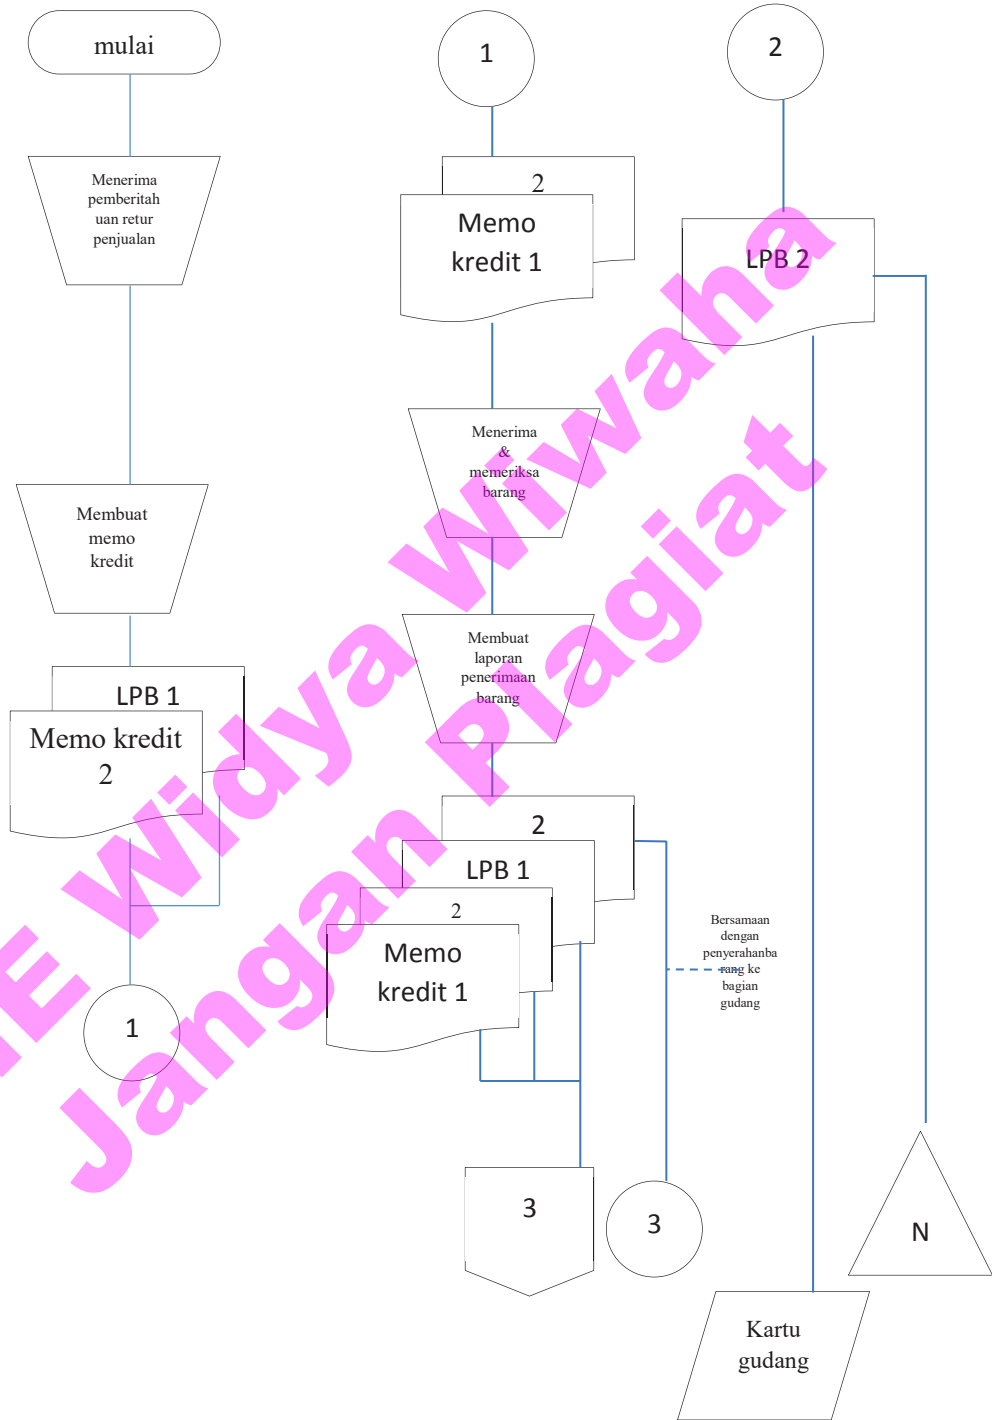 mulai
Menerima
pemberitah
uan retur
penjualan
Membuat
memo
kredit
LPB 1
Memo kredit
2
1
1
2
Memo
kredit 1
Menerima
&
memeriksa
barang
Membuat
laporan
penerimaan
barang
2
LPB 1
2
Memo
kredit 1
3
3
Bersamaan
dengan
penyerahanba
rang ke
bagian
gudang
2
LPB 2
N
Kartu
gudang
IE Widya Wiwaha
Jangan Plagiat